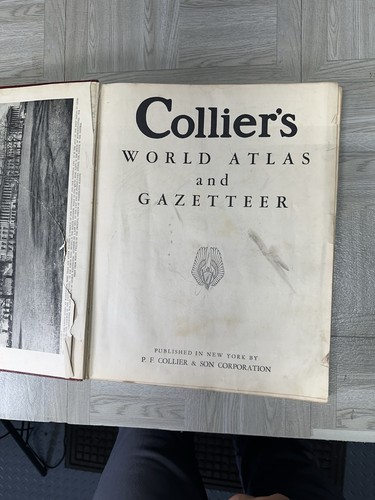 Collier's
WORLD ATLAS
and
GAZETTEER
PUBLISHED IN NEW YORK BY
P. F. COLLIER & SON CORPORATION